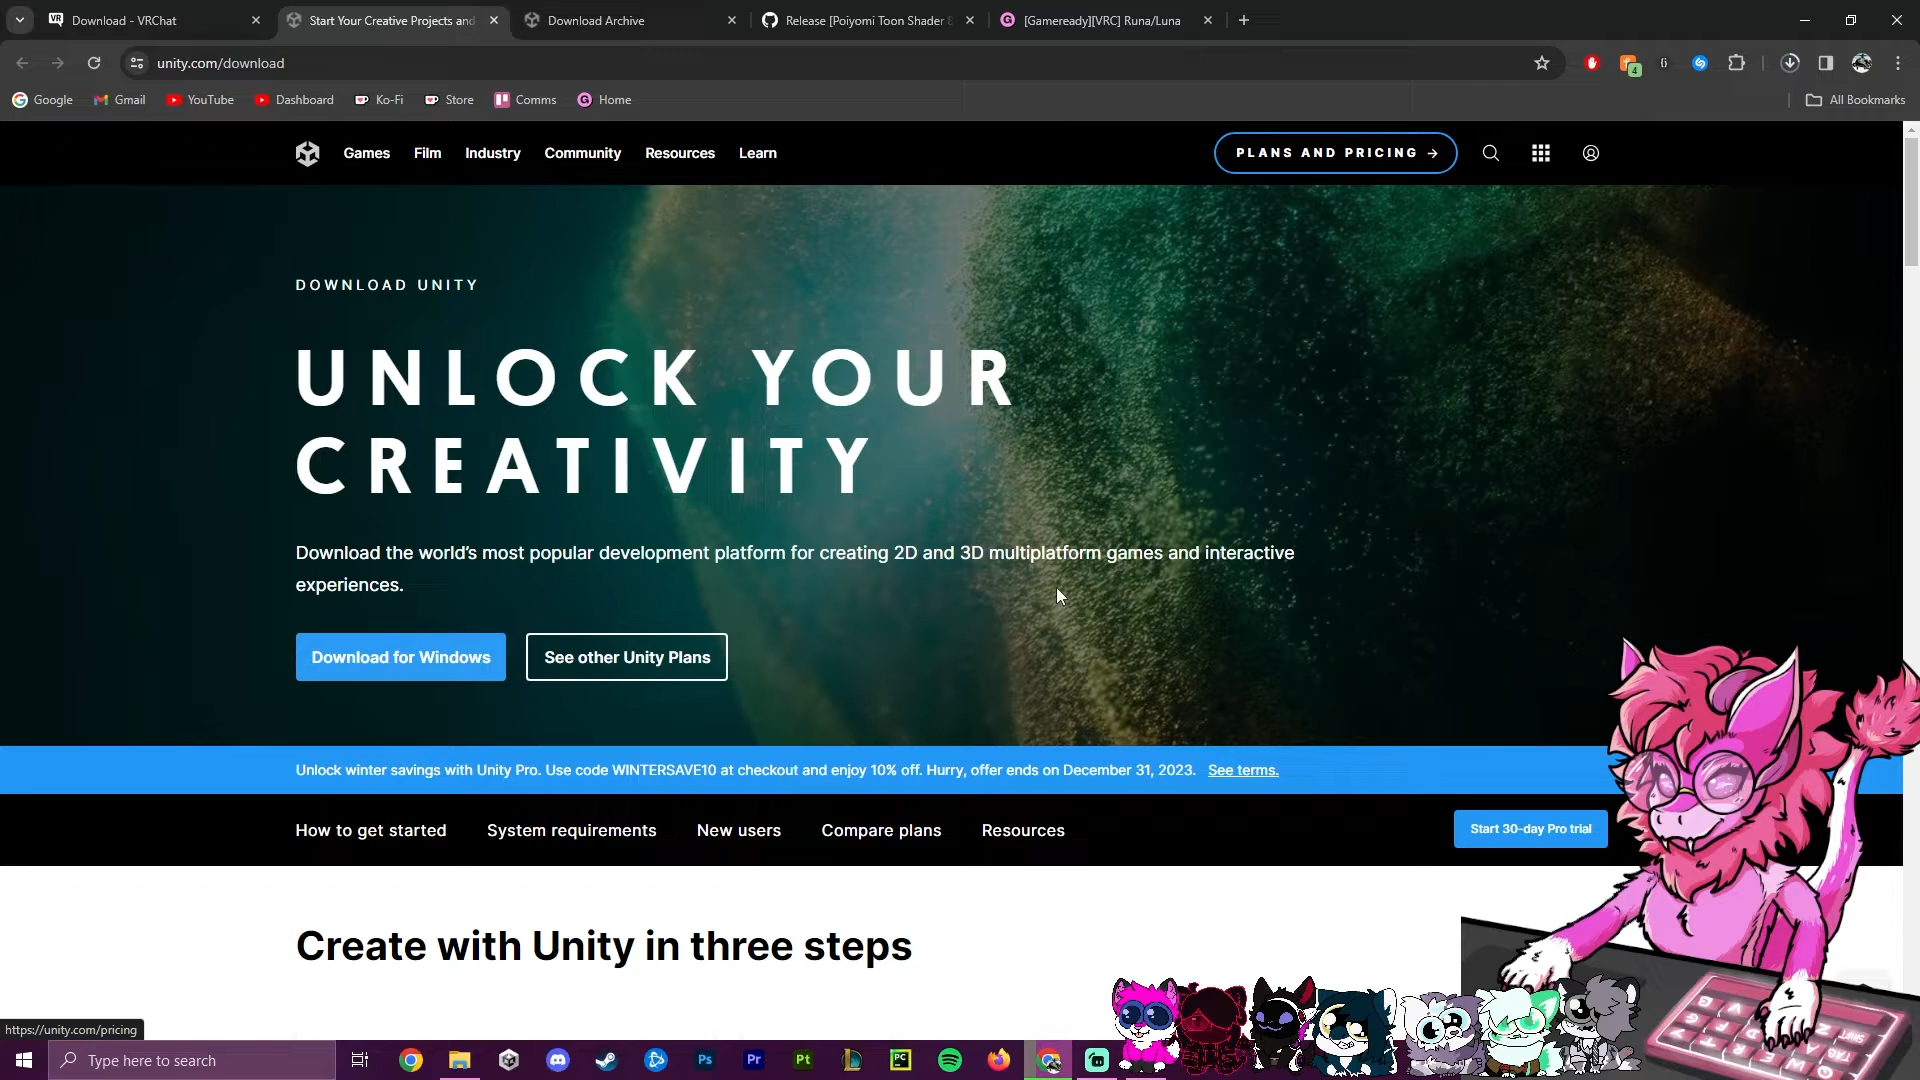 Download - VRChat
Start Your Creative Projects and
Download Archive
Release [Poiyomi Toon Shader 8
[Gameready][VRC] Runa/Luna
unity.com/download
4
Google
Gmail
YouTube
Dashboard
Ko-Fi
Store
Comms
Home
All Bookmarks
Games
Film
Industry
Community
Resources
Learn
PLANS AND PRICING →
DOWNLOAD UNITY
UNLOCK YOUR
CREATIVITY
Download the world's most popular development platform for creating 2D and 3D multiplatform games and interactive
experiences.
Download for Windows
See other Unity Plans
Unlock winter savings with Unity Pro. Use code WINTERSAVE10 at checkout and enjoy 10% off. Hurry, offer ends on December 31, 2023. See terms.
How to get started
System requirements
New users
Compare plans
Resources
Start 30-day Pro trial
Create with Unity in three steps
https://unity.com/pricing
Type here to search
Ps
Pr
Pt
PC